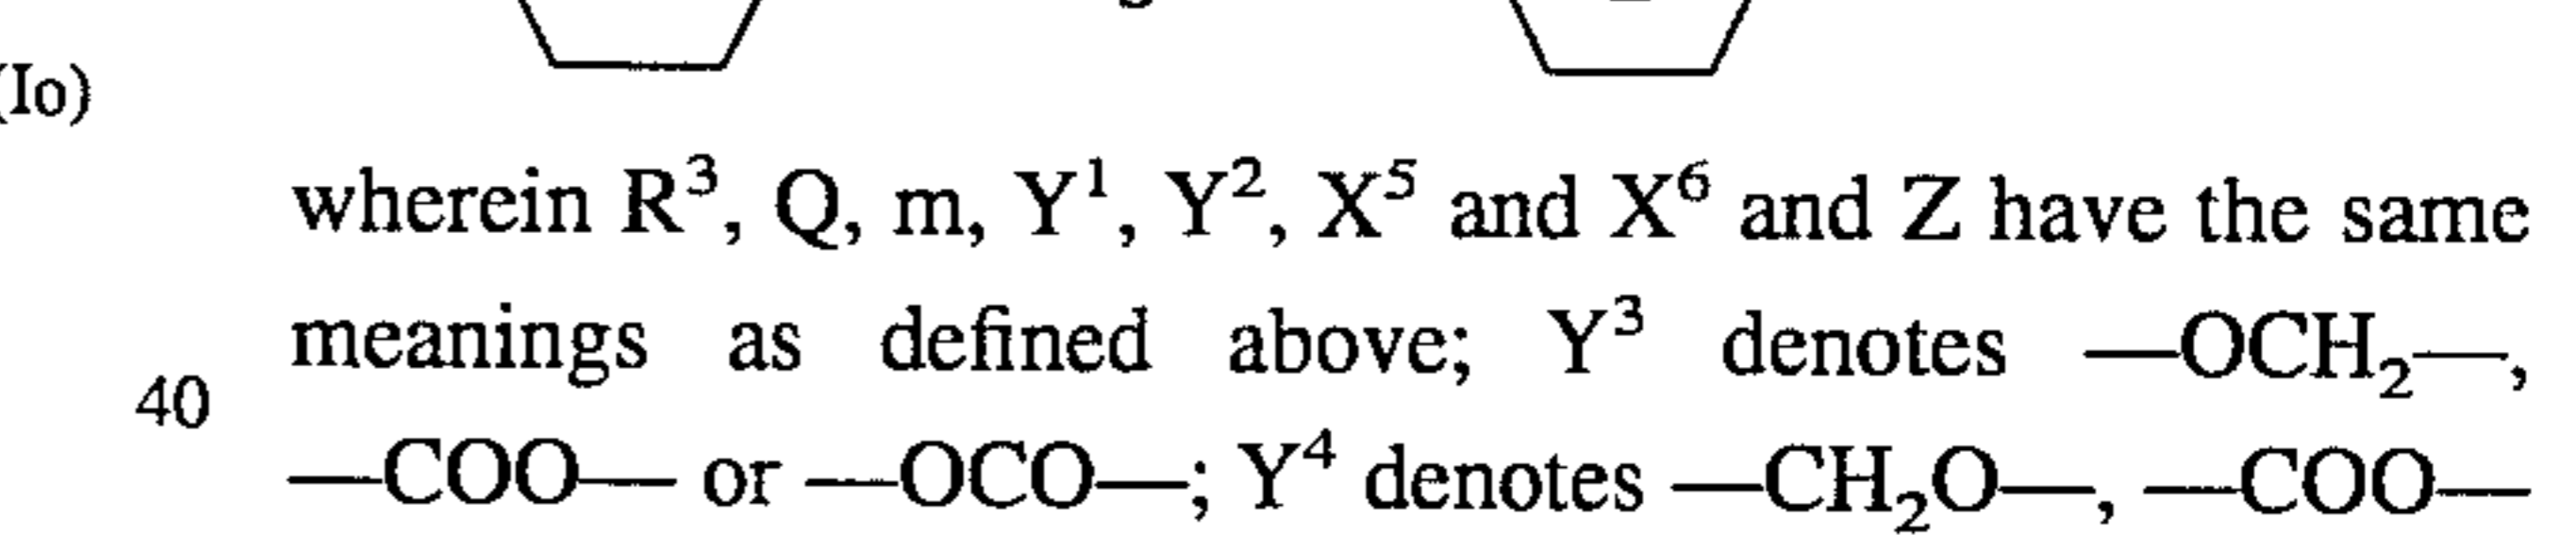 (Io)
wherein R³, Q, m, Y¹, Y², X⁵ and X⁶ and Z have the same
meanings as defined above; Y³ denotes —OCH₂—,
40
—COO— or —OCO—; Y⁴ denotes —CH₂O—, —COO—